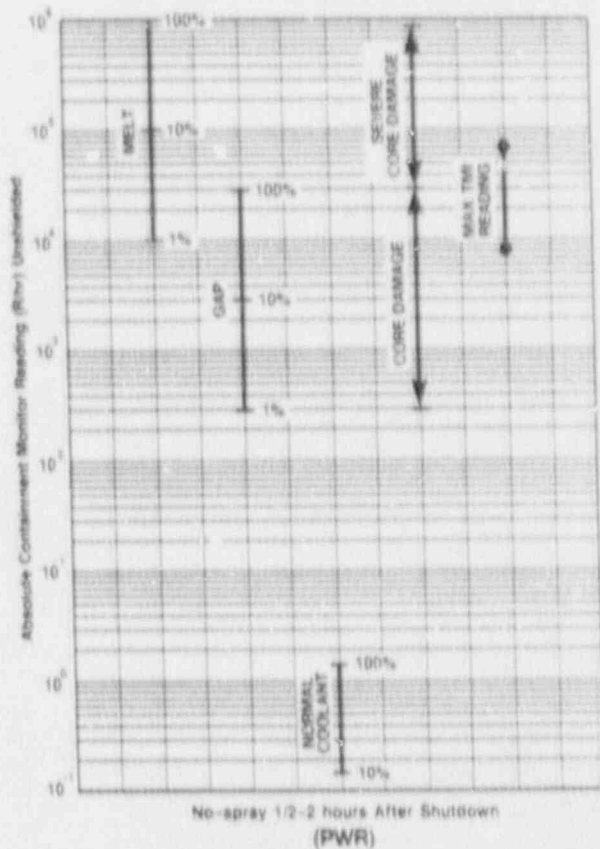 Absolute Containment Monitor Reading (R/hr) Unshielded
10⁶
10⁵
10⁴
10³
10²
10¹
10⁰
10⁻¹
MELT
100%
10%
1%
GAP
100%
10%
1%
NORMAL
COOLANT
100%
10%
SEVERE
CORE DAMAGE
CORE DAMAGE
MAX TMI
READING
No-spray 1/2-2 hours After Shutdown
(PWR)